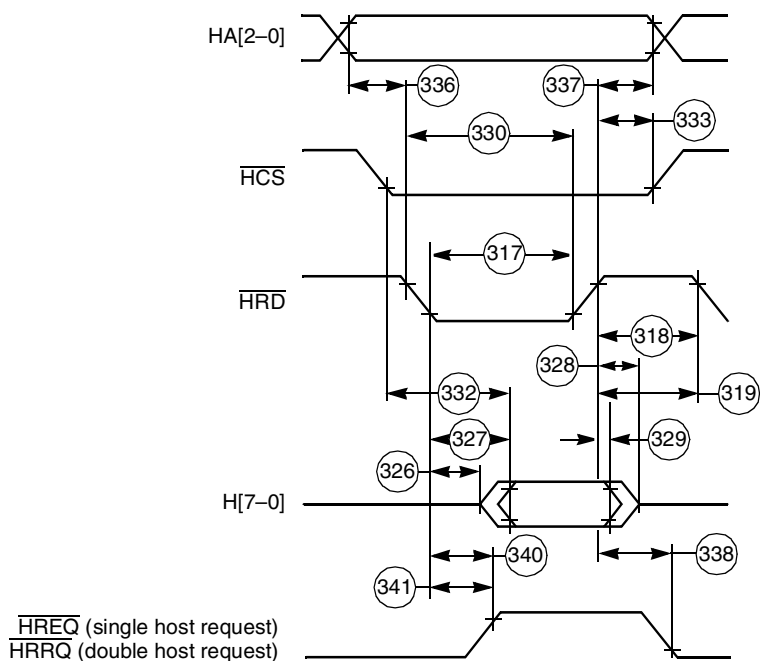 HA[2–0]
336
337
333
330
HCS
317
HRD
318
328
332
319
327
329
326
H[7–0]
340
338
341
HREQ (single host request)
HRRQ (double host request)